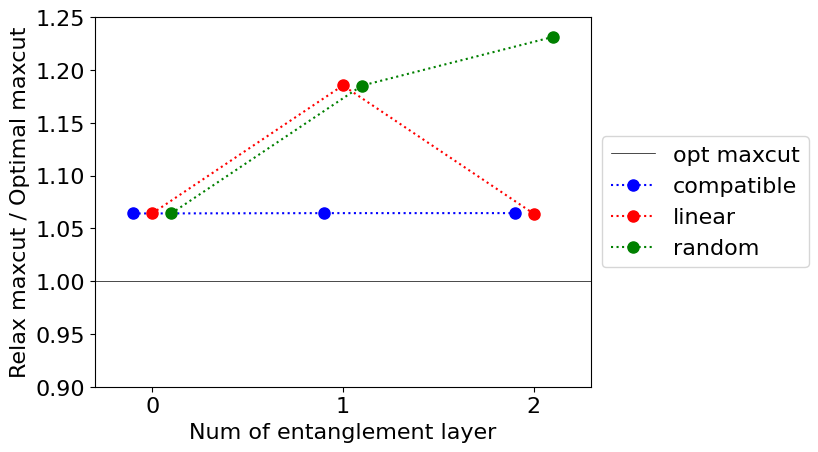 1.25
1.20
1.15
1.10
1.05
1.00
0.95
0.90
Relax maxcut / Optimal maxcut
0 1 2
Num of entanglement layer
opt maxcut
compatible
linear
random